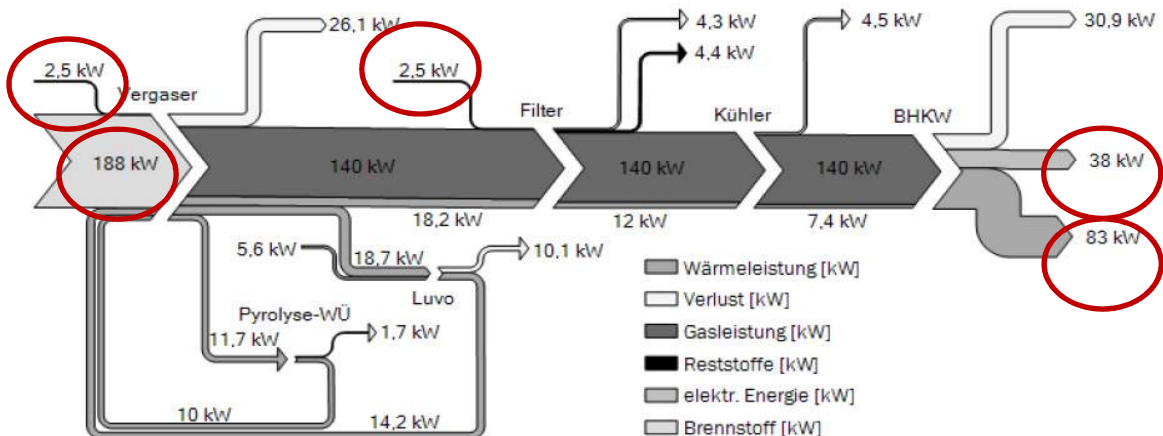 26,1 kW
4,3 kW
4,5 kW
30,9 kW
2,5 kW
2,5 kW
4,4 kW
Vergaser
Filter
Kühler
BHKW
188 kW
140 kW
140 kW
140 kW
38 kW
18,2 kW
12 kW
7,4 kW
83 kW
5,6 kW
18,7 kW
10,1 kW
Luvo
Pyrolyse-WÜ
11,7 kW
1,7 kW
10 kW
14,2 kW
Wärmeleistung [kW]
Verlust [kW]
Gasleistung [kW]
Reststoffe [kW]
elektr. Energie [kW]
Brennstoff [kW]